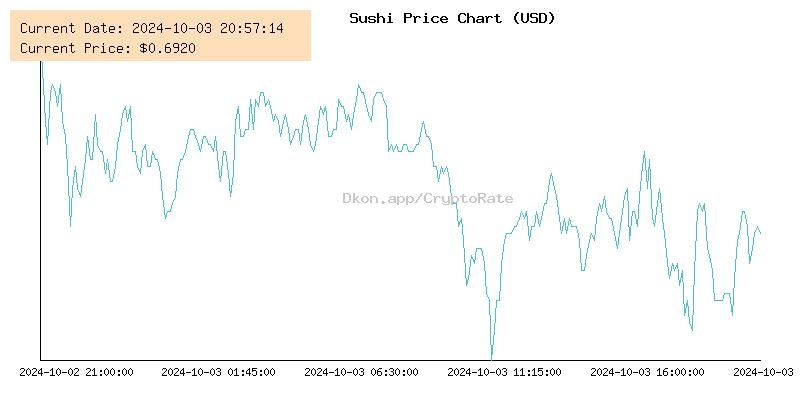 Sushi Price Chart (USD)
Current Date: 2024-10-03 20:57:14
Current Price: $0.6920
Dkon.app/CryptoRate
2024-10-02 21:00:00 2024-10-03 01:45:00 2024-10-03 06:30:00 2024-10-03 11:15:00 2024-10-03 16:00:00 2024-10-03